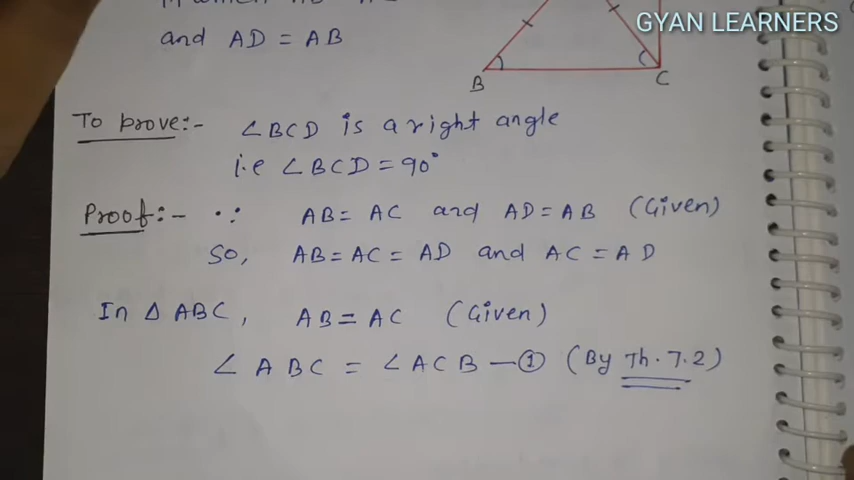 GYAN LEARNERS
and AD = AB
B
C
To prove:- ∠BCD is a right angle
i.e ∠BCD = 90°
Proof:- ∵ AB = AC and AD = AB (Given)
So, AB = AC = AD and AC = AD
In △ ABC, AB = AC (Given)
∠ ABC = ∠ ACB —① (By Th. 7.2)